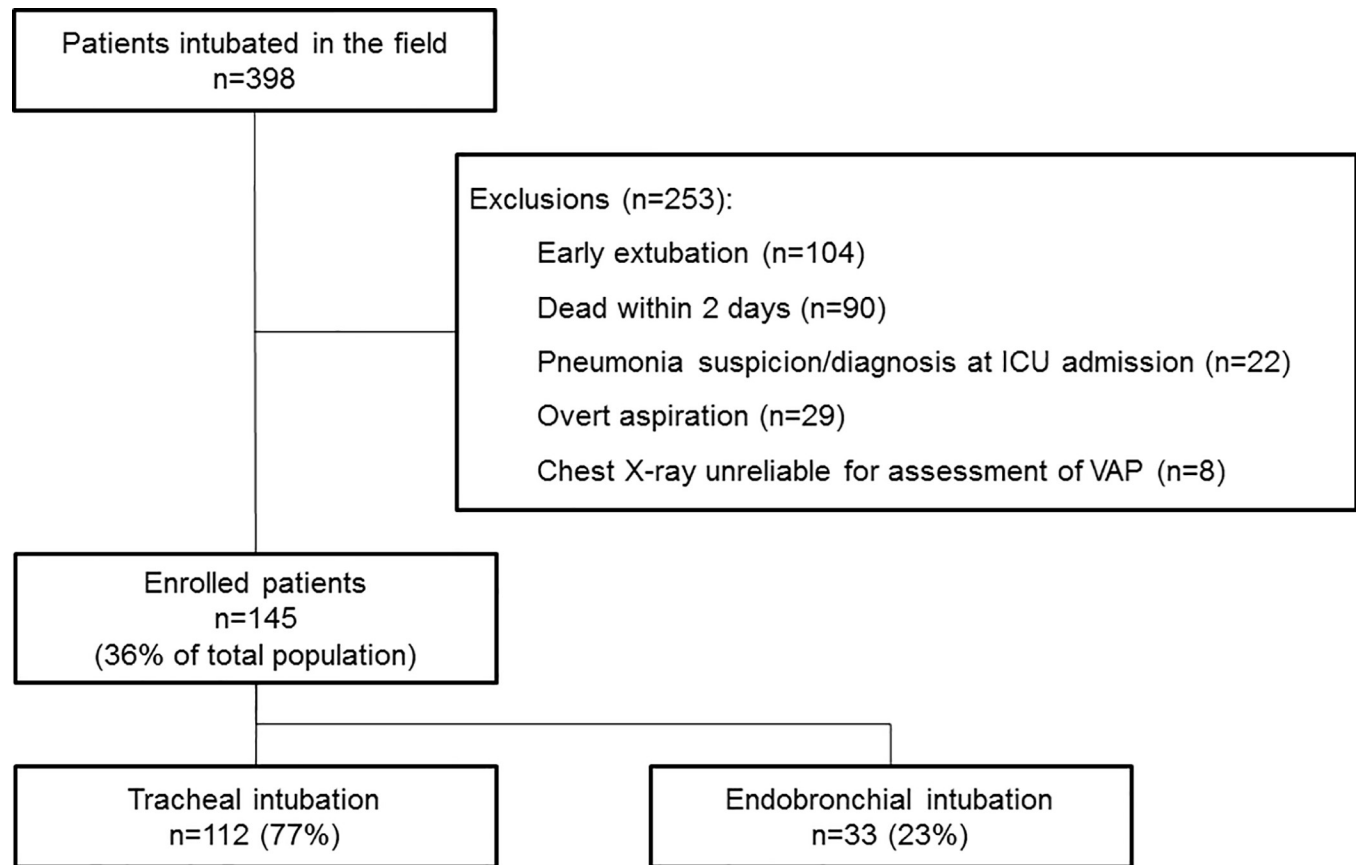 Patients intubated in the field
n=398
Exclusions (n=253):
Early extubation (n=104)
Dead within 2 days (n=90)
Pneumonia suspicion/diagnosis at ICU admission (n=22)
Overt aspiration (n=29)
Chest X-ray unreliable for assessment of VAP (n=8)
Enrolled patients
n=145
(36% of total population)
Tracheal intubation
n=112 (77%)
Endobronchial intubation
n=33 (23%)